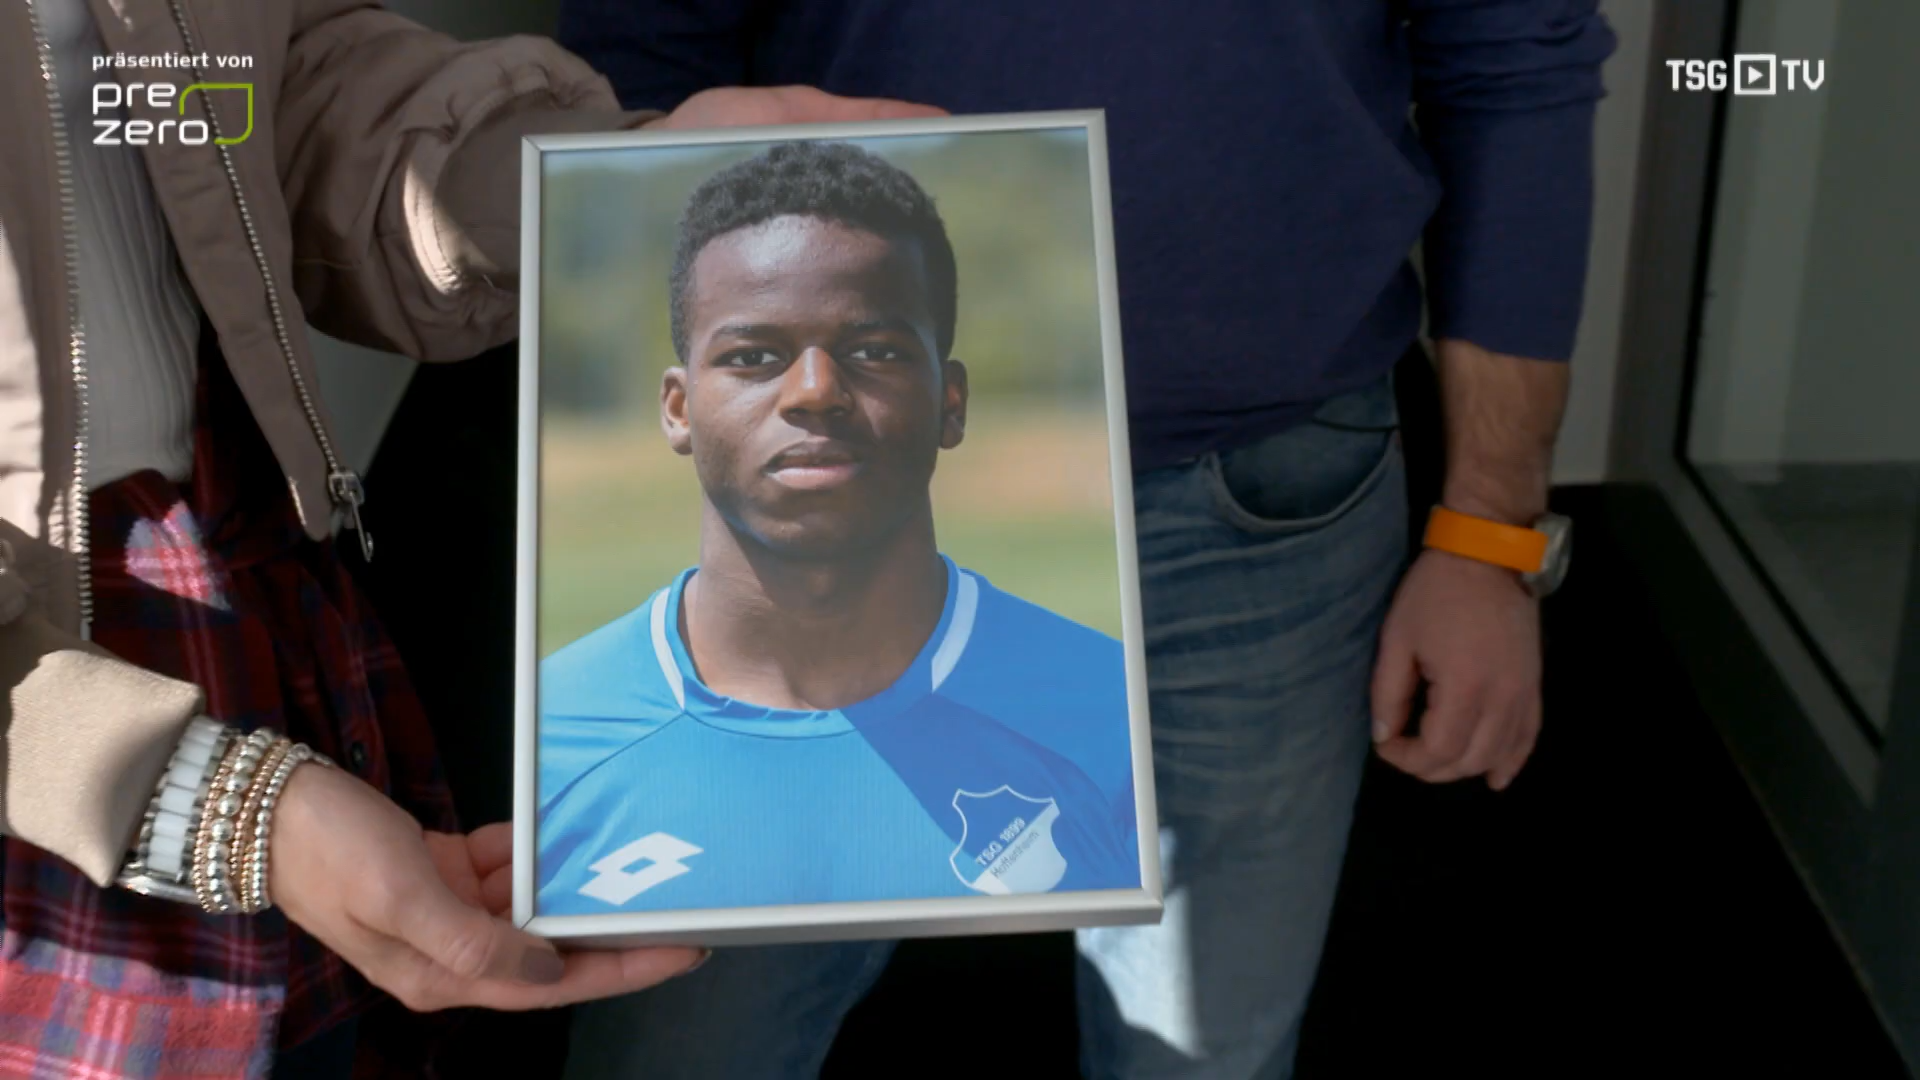 präsentiert von
pre
zero
TSG TV
TSG 1899
Hoffenheim